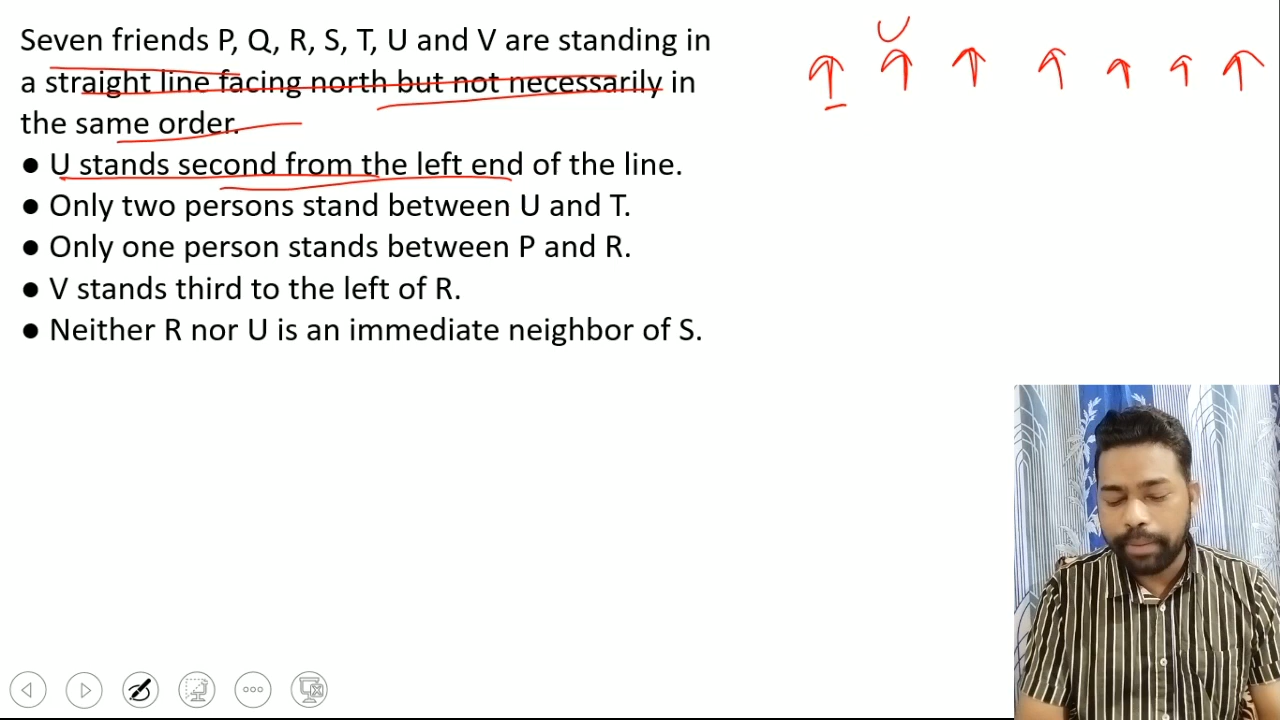 Seven friends P, Q, R, S, T, U and V are standing in
a straight line facing north but not necessarily in
the same order.
● U stands second from the left end of the line.
● Only two persons stand between U and T.
● Only one person stands between P and R.
● V stands third to the left of R.
● Neither R nor U is an immediate neighbor of S.
U